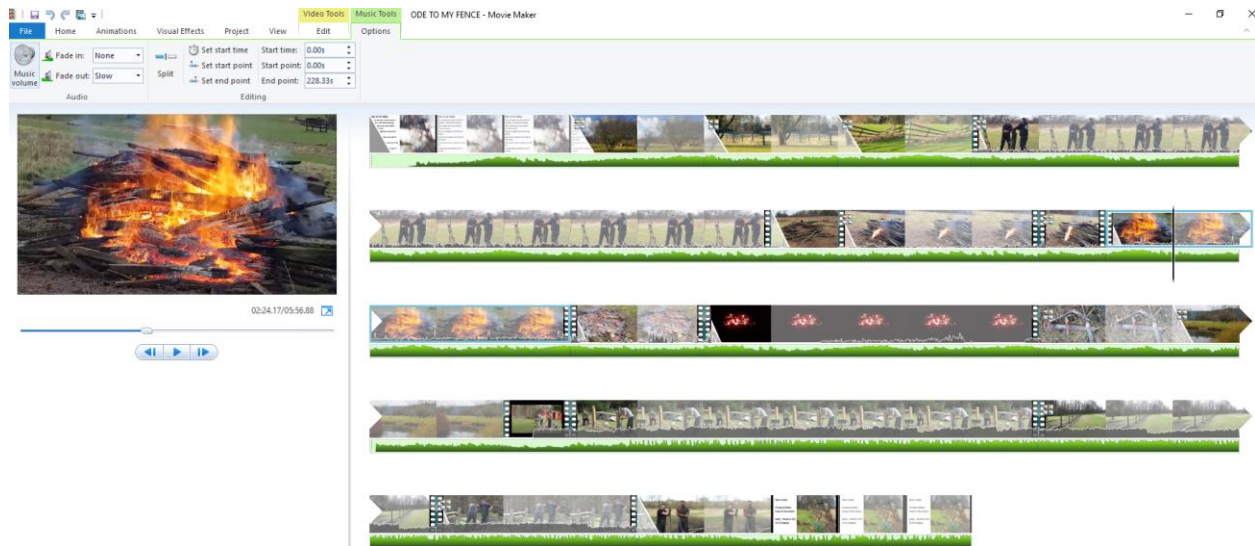 Video Tools Music Tools ODE TO MY FENCE - Movie Maker
File Home Animations Visual Effects Project View Edit Options
Fade in: None Set start time Start time: 0.00s
Music volume Fade out: Slow Split Set start point Start point: 0.00s
Set end point End point: 228.33s
Audio Editing
02:24.17/05:56.88